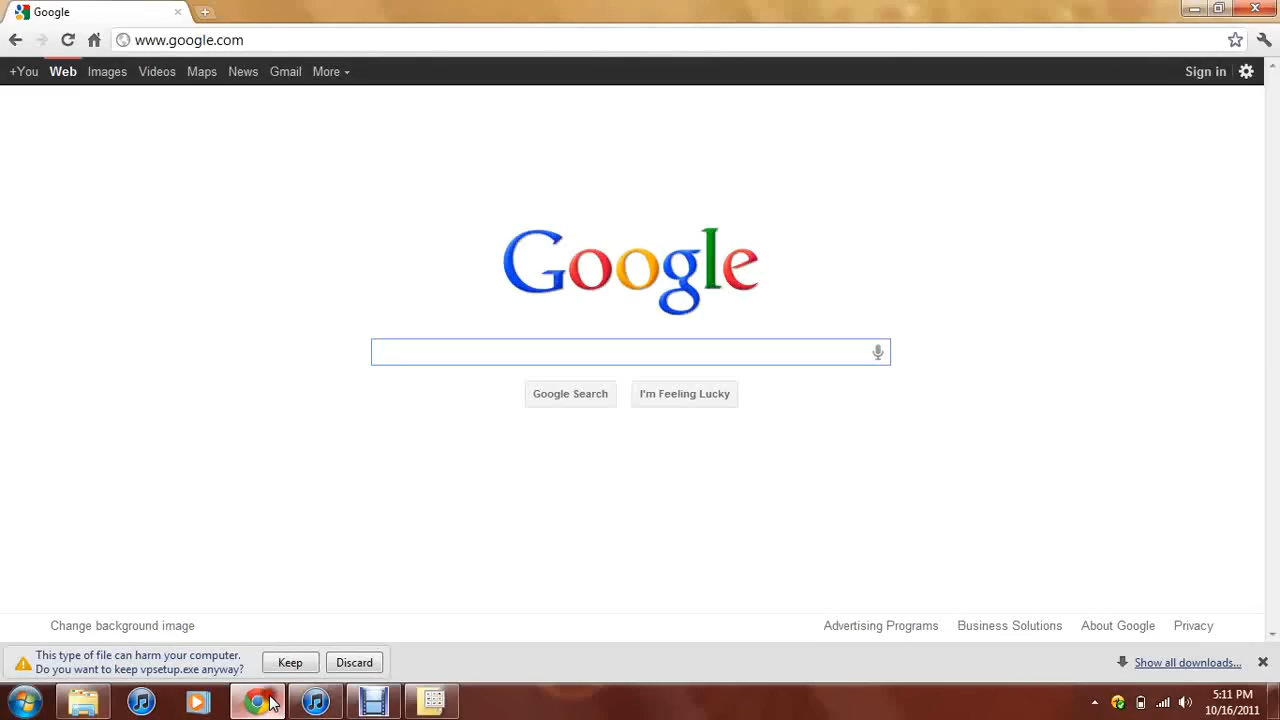 Google
www.google.com
+You Web Images Videos Maps News Gmail More
Sign in
Google
Google Search
I'm Feeling Lucky
Change background image
Advertising Programs Business Solutions About Google Privacy
This type of file can harm your computer.
Do you want to keep vpsetup.exe anyway?
Keep
Discard
Show all downloads...
5:11 PM
10/16/2011